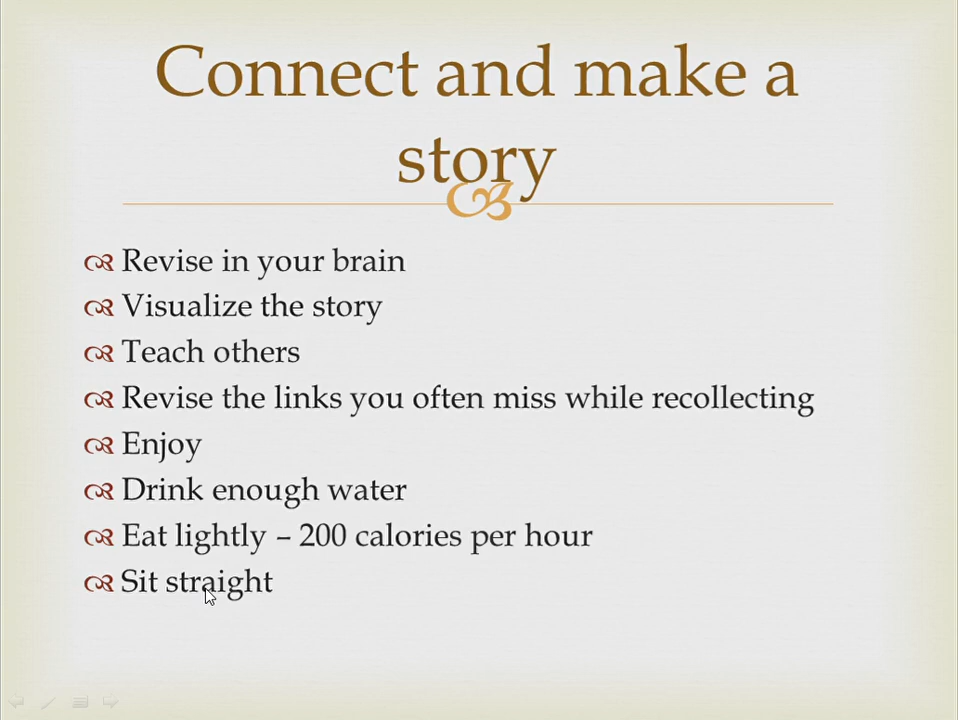 Connect and make a
story
Revise in your brain
Visualize the story
Teach others
Revise the links you often miss while recollecting
Enjoy
Drink enough water
Eat lightly – 200 calories per hour
Sit straight